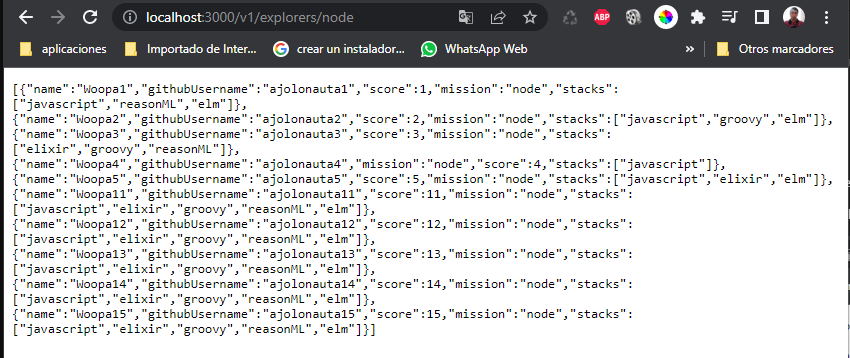 localhost:3000/v1/explorers/node
ABP
aplicaciones
Importado de Inter...
G crear un instalador...
WhatsApp Web
»
Otros marcadores
[{"name":"Woopa1","githubUsername":"ajolonauta1","score":1,"mission":"node","stacks":
["javascript","reasonML","elm"]},
{"name":"Woopa2","githubUsername":"ajolonauta2","score":2,"mission":"node","stacks":["javascript","groovy","elm"]},
{"name":"Woopa3","githubUsername":"ajolonauta3","score":3,"mission":"node","stacks":
["elixir","groovy","reasonML"]},
{"name":"Woopa4","githubUsername":"ajolonauta4","mission":"node","score":4,"stacks":["javascript"]},
{"name":"Woopa5","githubUsername":"ajolonauta5","score":5,"mission":"node","stacks":["javascript","elixir","elm"]},
{"name":"Woopa11","githubUsername":"ajolonauta11","score":11,"mission":"node","stacks":
["javascript","elixir","groovy","reasonML","elm"]},
{"name":"Woopa12","githubUsername":"ajolonauta12","score":12,"mission":"node","stacks":
["javascript","elixir","groovy","reasonML","elm"]},
{"name":"Woopa13","githubUsername":"ajolonauta13","score":13,"mission":"node","stacks":
["javascript","elixir","groovy","reasonML","elm"]},
{"name":"Woopa14","githubUsername":"ajolonauta14","score":14,"mission":"node","stacks":
["javascript","elixir","groovy","reasonML","elm"]},
{"name":"Woopa15","githubUsername":"ajolonauta15","score":15,"mission":"node","stacks":
["javascript","elixir","groovy","reasonML","elm"]}]